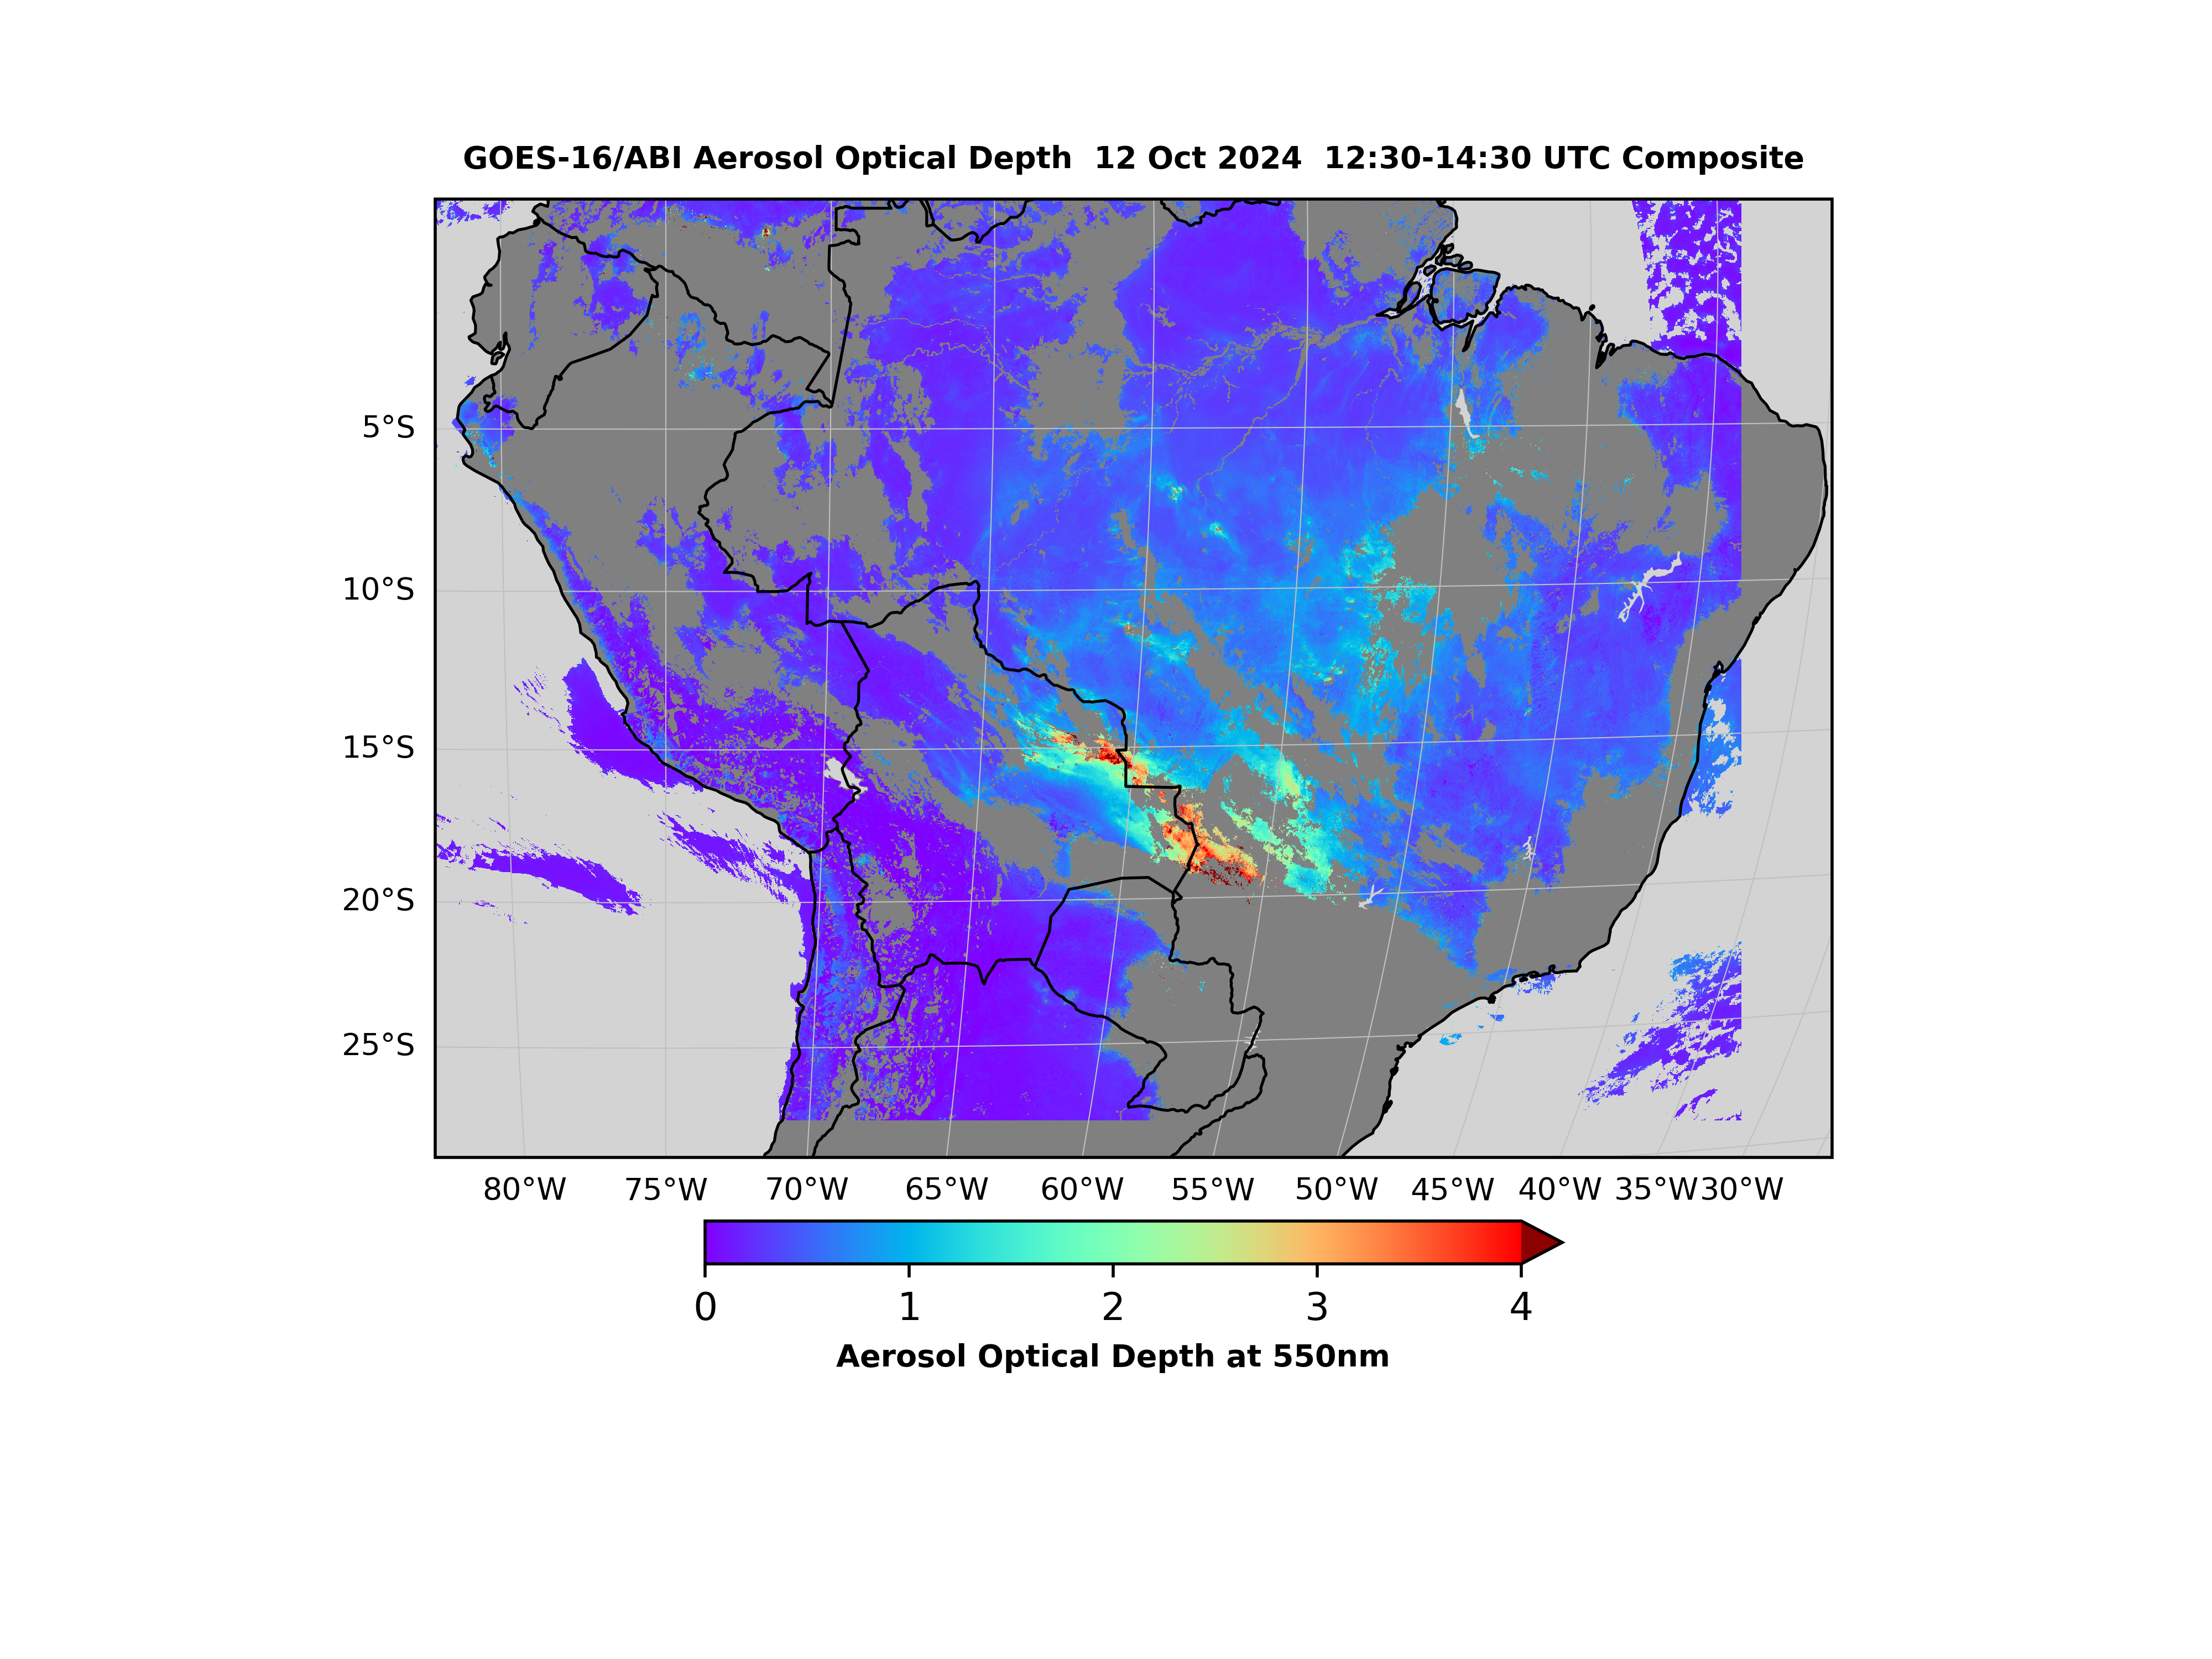 GOES-16/ABI Aerosol Optical Depth  12 Oct 2024  12:30-14:30 UTC Composite
5°S
10°S
15°S
20°S
25°S
80°W 75°W 70°W 65°W 60°W 55°W 50°W 45°W 40°W 35°W 30°W
0 1 2 3 4
Aerosol Optical Depth at 550nm